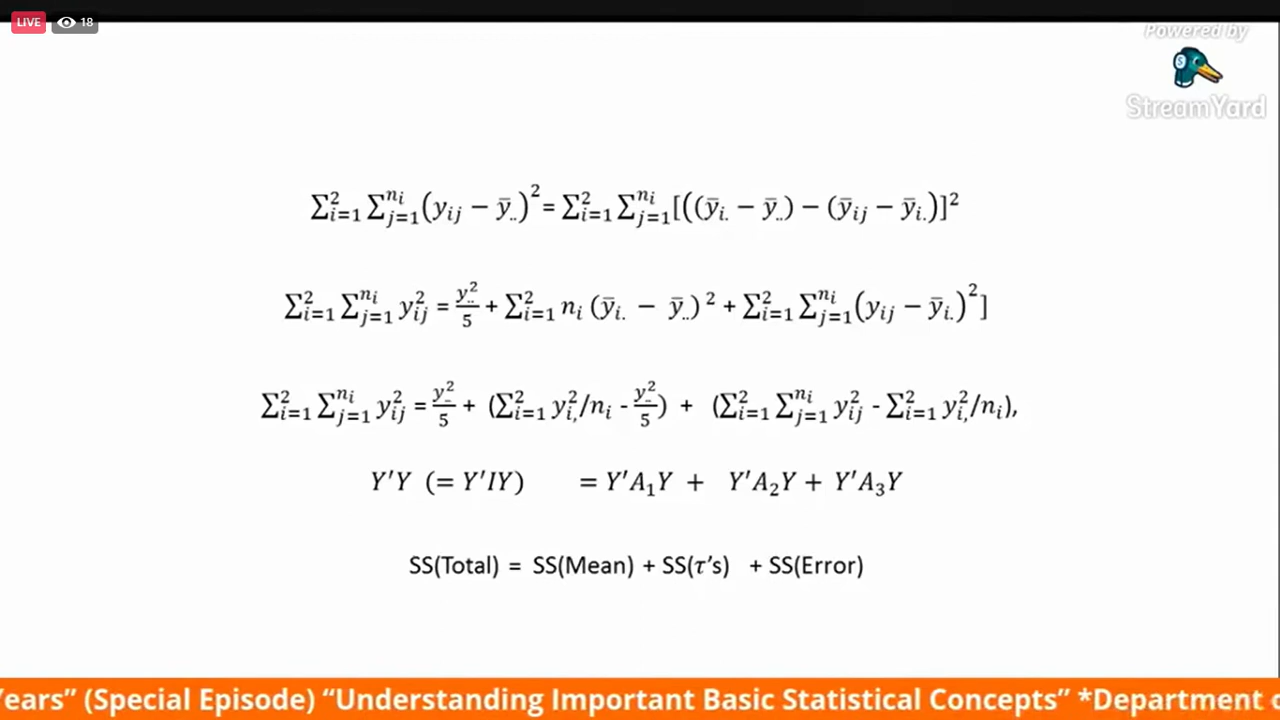 LIVE 18
Powered by
StreamYard
∑²ᵢ₌₁ ∑ⁿⁱⱼ₌₁ (yᵢⱼ − ȳ..)² = ∑²ᵢ₌₁ ∑ⁿⁱⱼ₌₁ [((ȳᵢ. − ȳ..) − (ȳᵢⱼ − ȳᵢ.)]²
∑²ᵢ₌₁ ∑ⁿⁱⱼ₌₁ y²ᵢⱼ = y..²/5 + ∑²ᵢ₌₁ nᵢ (ȳᵢ. − ȳ..)² + ∑²ᵢ₌₁ ∑ⁿⁱⱼ₌₁ (yᵢⱼ − ȳᵢ.)²]
∑²ᵢ₌₁ ∑ⁿⁱⱼ₌₁ y²ᵢⱼ = y..²/5 + (∑²ᵢ₌₁ y²ᵢ,/nᵢ - y..²/5) + (∑²ᵢ₌₁ ∑ⁿⁱⱼ₌₁ y²ᵢⱼ - ∑²ᵢ₌₁ y²ᵢ,/nᵢ),
Y′Y (= Y′IY) = Y′A₁Y + Y′A₂Y + Y′A₃Y
SS(Total) = SS(Mean) + SS(τ's) + SS(Error)
Years” (Special Episode) “Understanding Important Basic Statistical Concepts” *Department